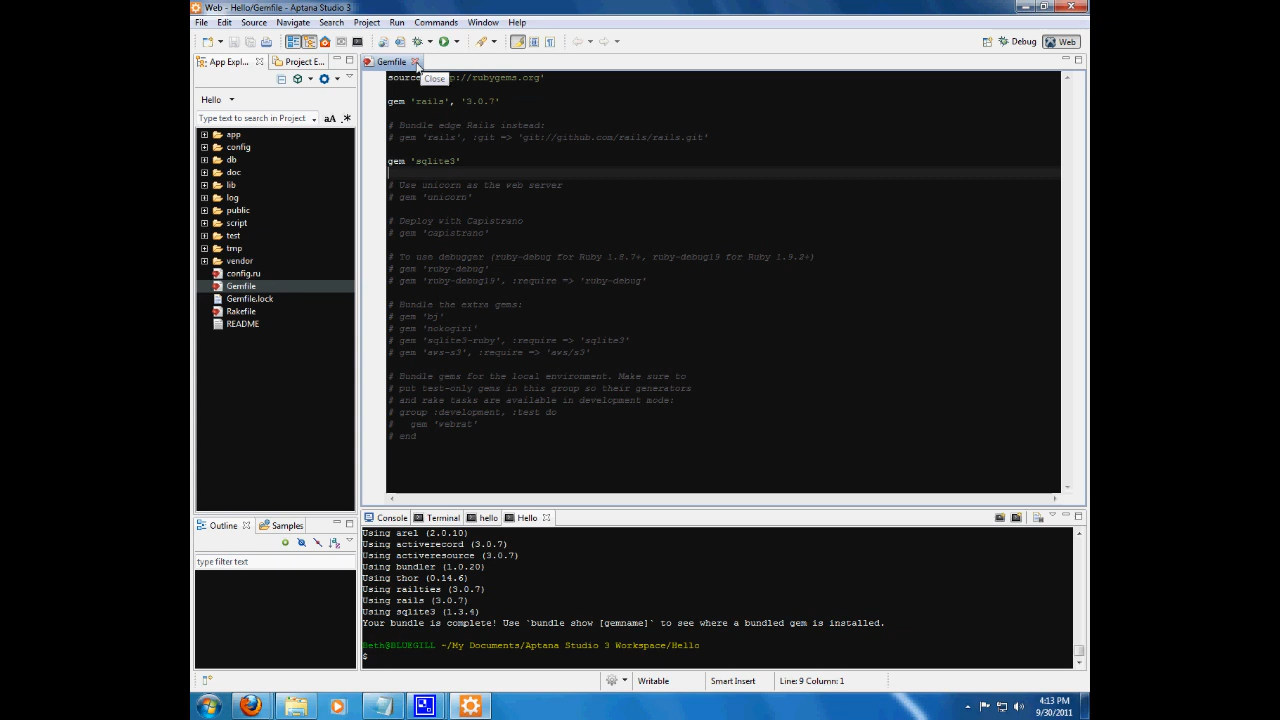 Web - Hello/Gemfile - Aptana Studio 3
File Edit Source Navigate Search Project Run Commands Window Help
Debug Web
App Explo... Project E...
Hello
Type text to search in Project aA .*
app
config
db
doc
lib
log
public
script
test
tmp
vendor
config.ru
Gemfile
Gemfile.lock
Rakefile
README
Gemfile
Close
source p://rubygems.org'
gem 'rails', '3.0.7'
# Bundle edge Rails instead:
# gem 'rails', :git => 'git://github.com/rails/rails.git'
gem 'sqlite3'
# Use unicorn as the web server
# gem 'unicorn'
# Deploy with Capistrano
# gem 'capistrano'
# To use debugger (ruby-debug for Ruby 1.8.7+, ruby-debug19 for Ruby 1.9.2+)
# gem 'ruby-debug'
# gem 'ruby-debug19', :require => 'ruby-debug'
# Bundle the extra gems:
# gem 'bj'
# gem 'nokogiri'
# gem 'sqlite3-ruby', :require => 'sqlite3'
# gem 'aws-s3', :require => 'aws/s3'
# Bundle gems for the local environment. Make sure to
# put test-only gems in this group so their generators
# and rake tasks are available in development mode:
# group :development, :test do
#   gem 'webrat'
# end
Outline Samples
type filter text
Console Terminal hello Hello
Using arel (2.0.10)
Using activerecord (3.0.7)
Using activeresource (3.0.7)
Using bundler (1.0.20)
Using thor (0.14.6)
Using railties (3.0.7)
Using rails (3.0.7)
Using sqlite3 (1.3.4)
Your bundle is complete! Use `bundle show [gemname]` to see where a bundled gem is installed.
Beth@BLUEGILL ~/My Documents/Aptana Studio 3 Workspace/Hello
$
Writable Smart Insert Line: 9 Column: 1
4:13 PM
9/30/2011